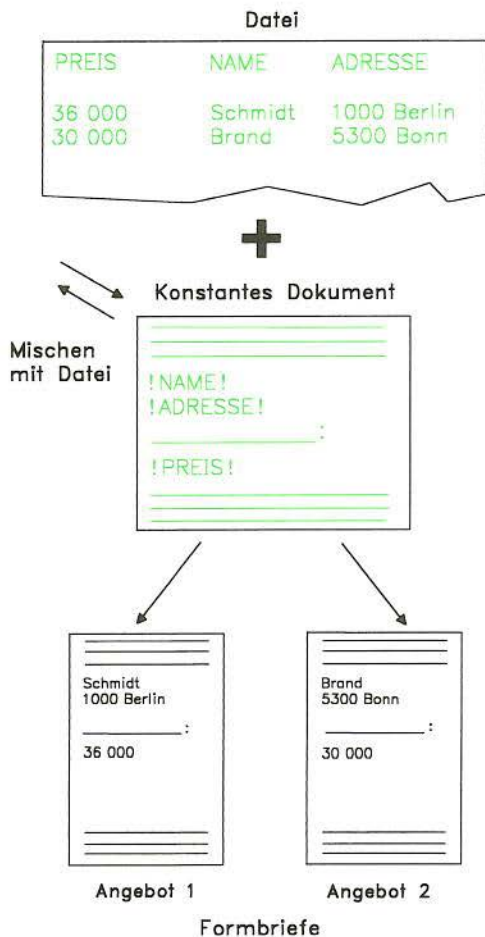 Datei
PREIS NAME ADRESSE
36 000 Schmidt 1000 Berlin
30 000 Brand 5300 Bonn
+
Konstantes Dokument
Mischen
mit Datei
!NAME!
!ADRESSE!
:
!PREIS!
Schmidt
1000 Berlin
:
36 000
Angebot 1
Brand
5300 Bonn
:
30 000
Angebot 2
Formbriefe